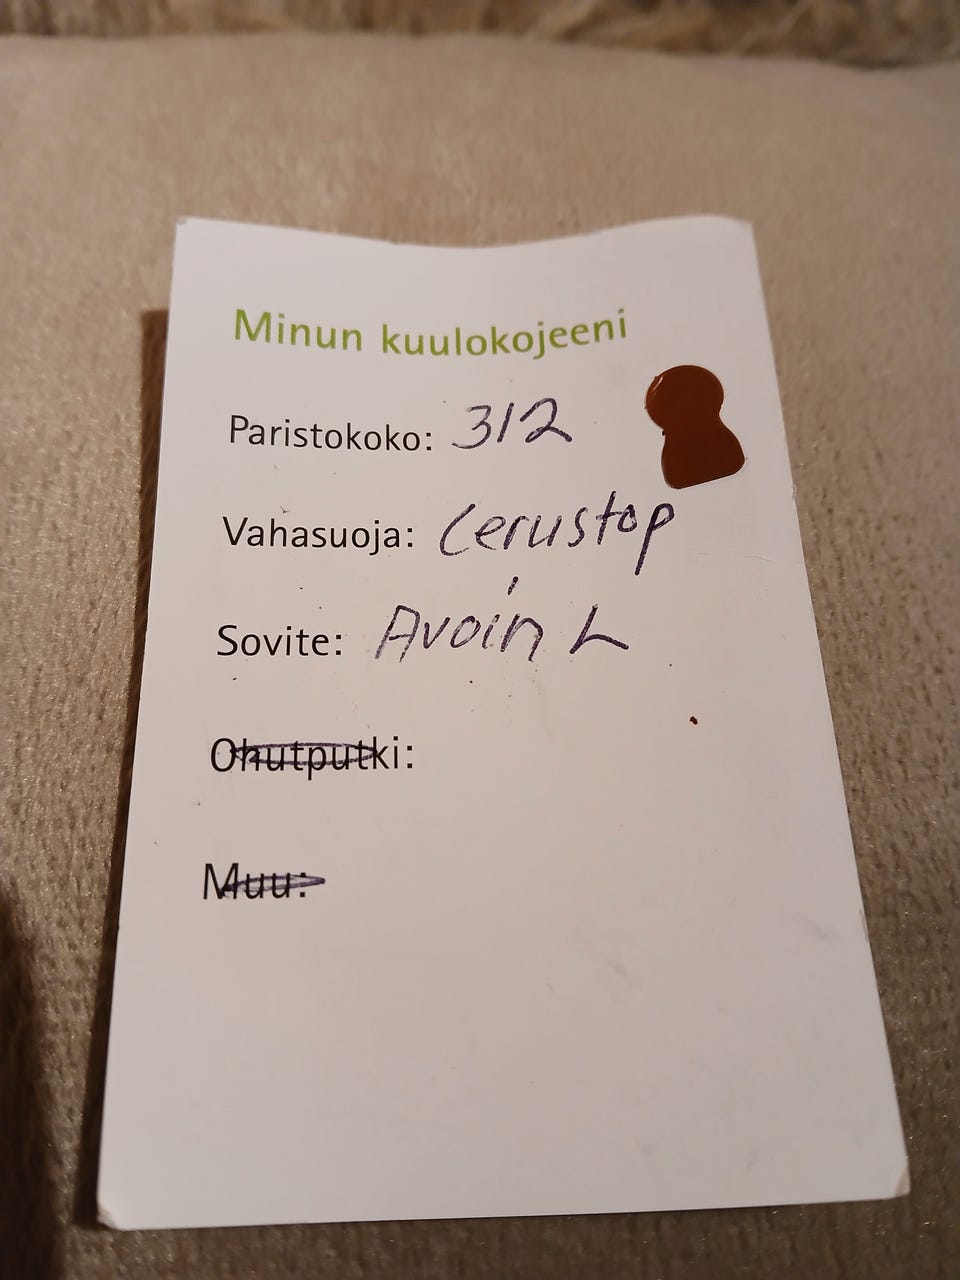 Minun kuulokojeeni
Paristokoko: 312
Vahasuoja: Cerustop
Sovite: Avoin L
Ohutputki:
Muu: